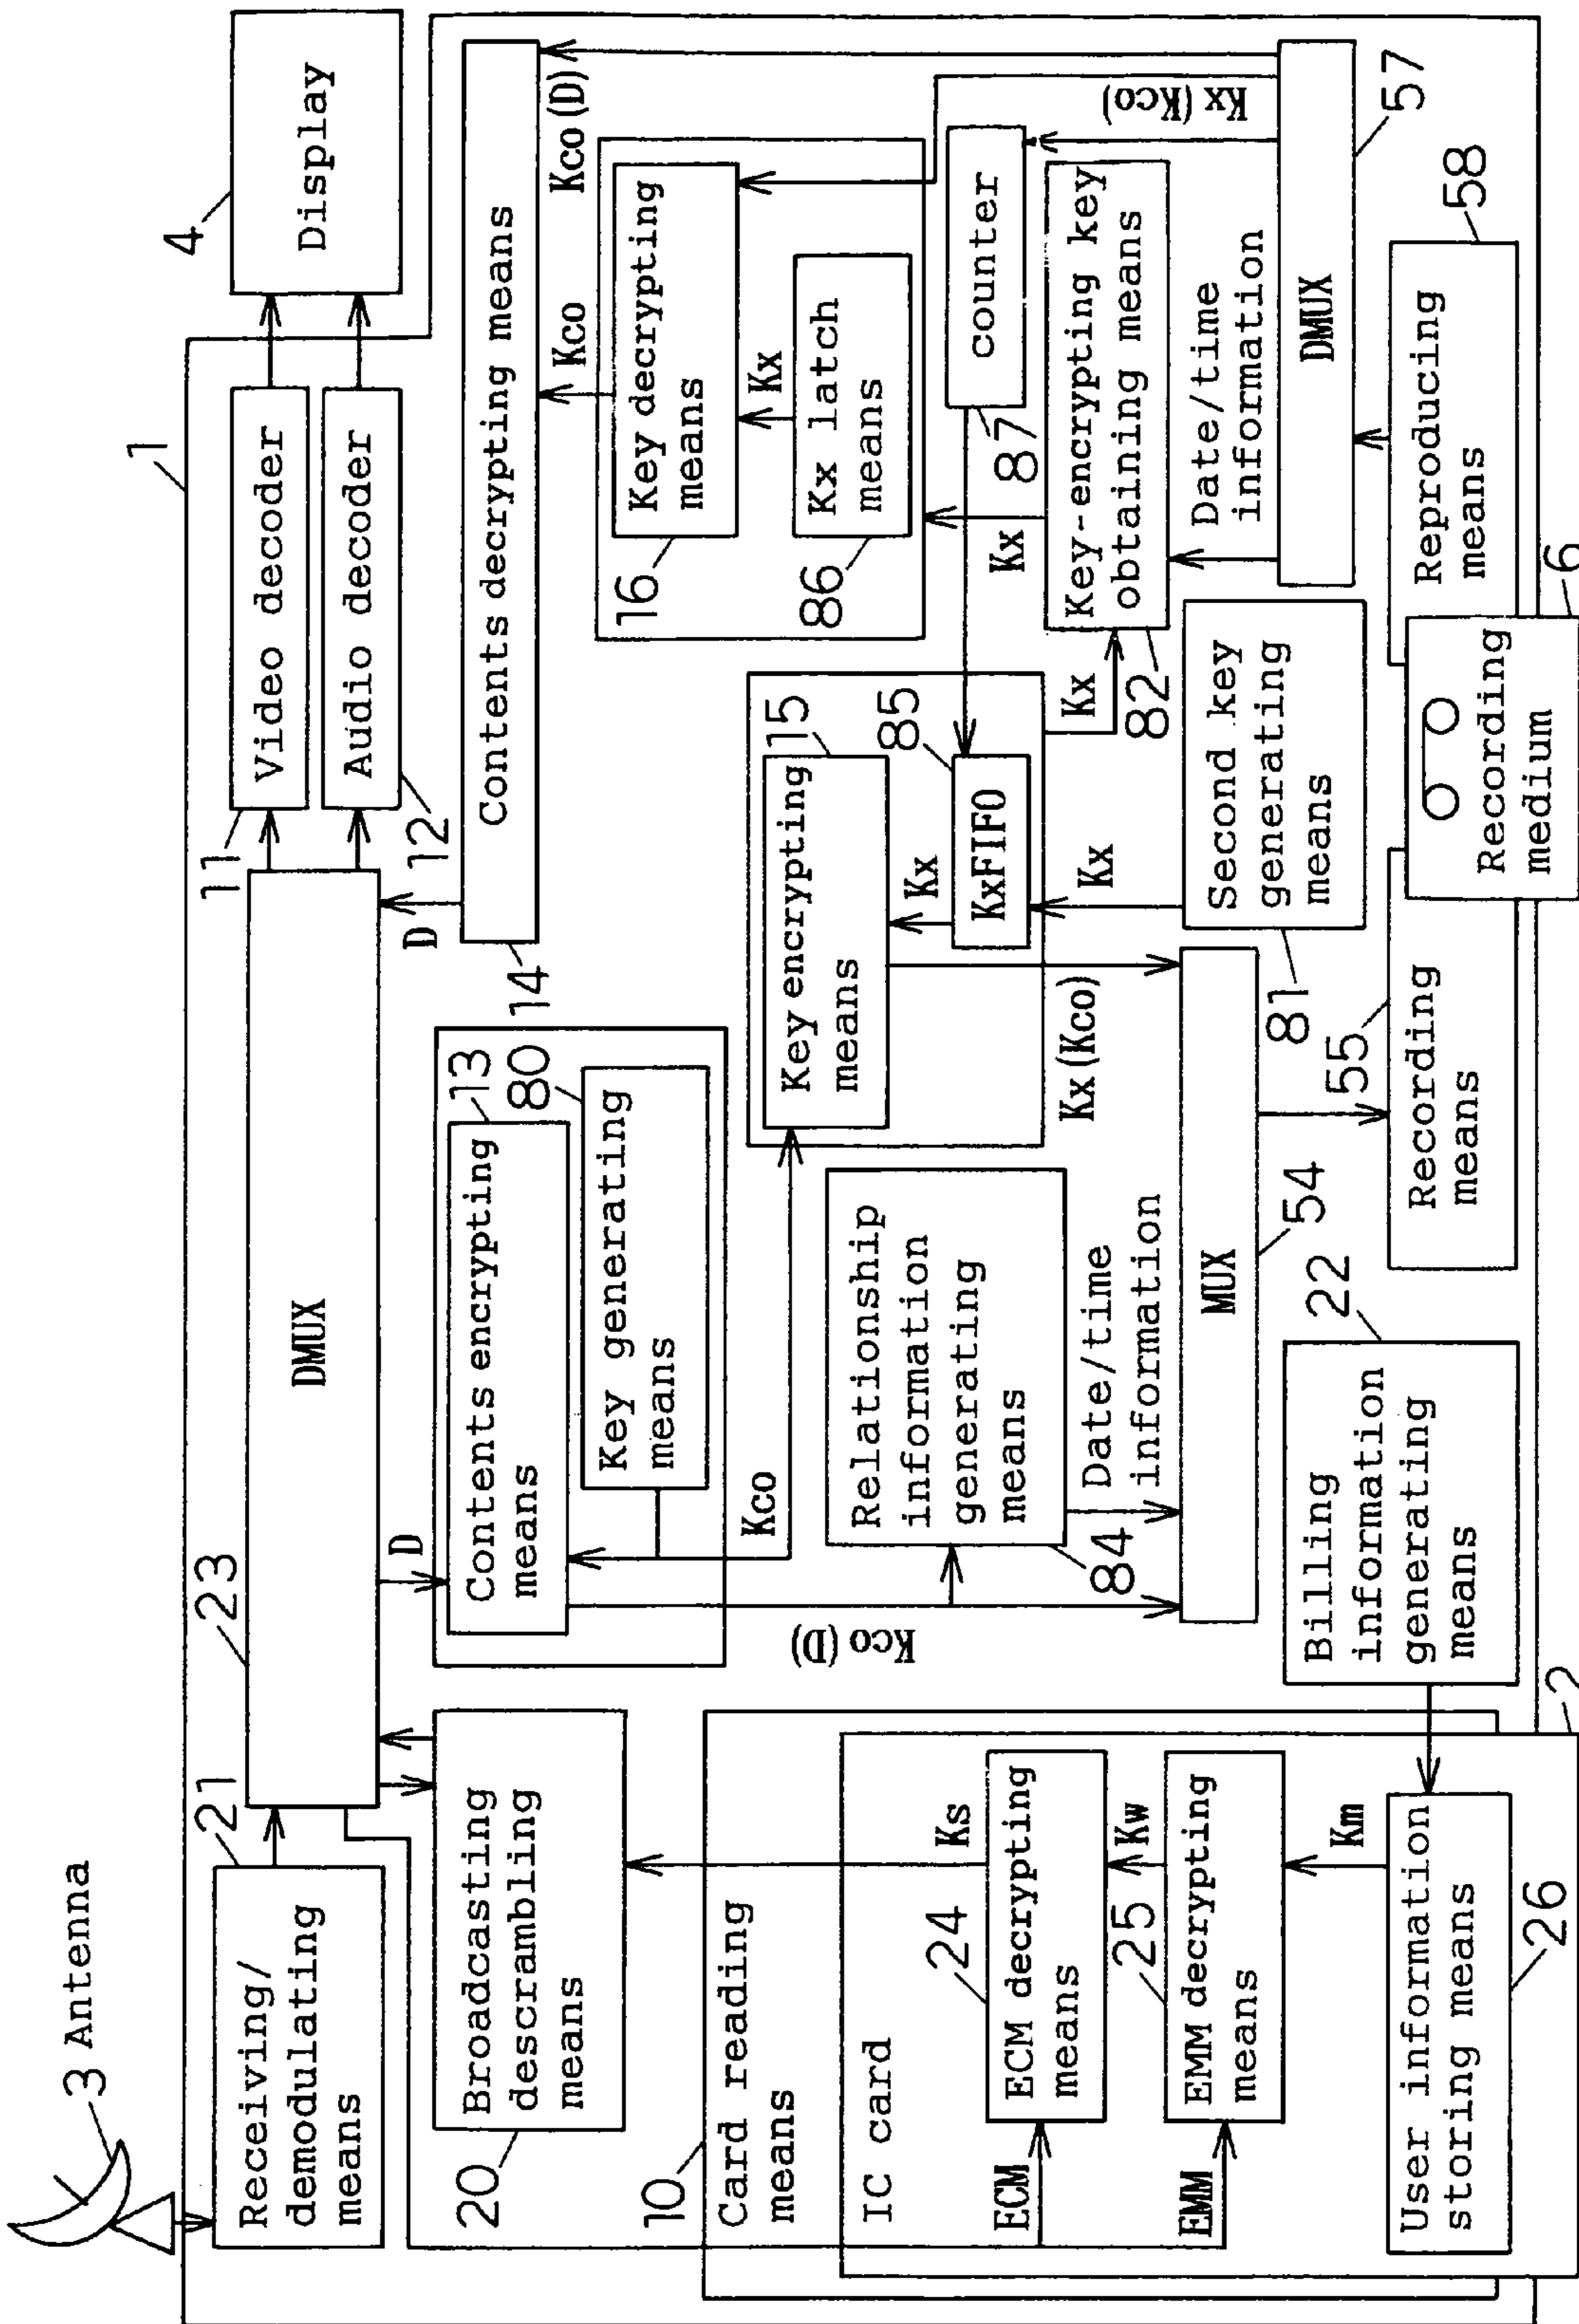 3 Antenna
1
4
Display
21
Receiving/
demodulating
means
23
DMUX
11
Video decoder
Audio decoder
12
D
D
20
Broadcasting
descrambling
means
13
Contents encrypting
means
80
Key generating
means
14
Contents decrypting means
Kco
Kco (D)
Kco (D)
Kco
10
Card reading
means
IC card
Ks
24
ECM decrypting
means
ECM
Kw
25
EMM decrypting
means
EMM
Km
User information
storing means
26
2
Billing
information
generating
means
22
Relationship
information
generating
means
84
Date/time
information
15
Key encrypting
means
Kx
85
KxFIFO
Kx
Kx (Kco)
Kx
16
Key decrypting
means
Kx
86
Kx latch
means
Kx
counter
87
Kx (Kco)
Key-encrypting key
obtaining means
82
Date/time
information
Second key
generating
means
81
MUX
54
DMUX
57
55
Recording
means
Recording
medium
6
Reproducing
means
58